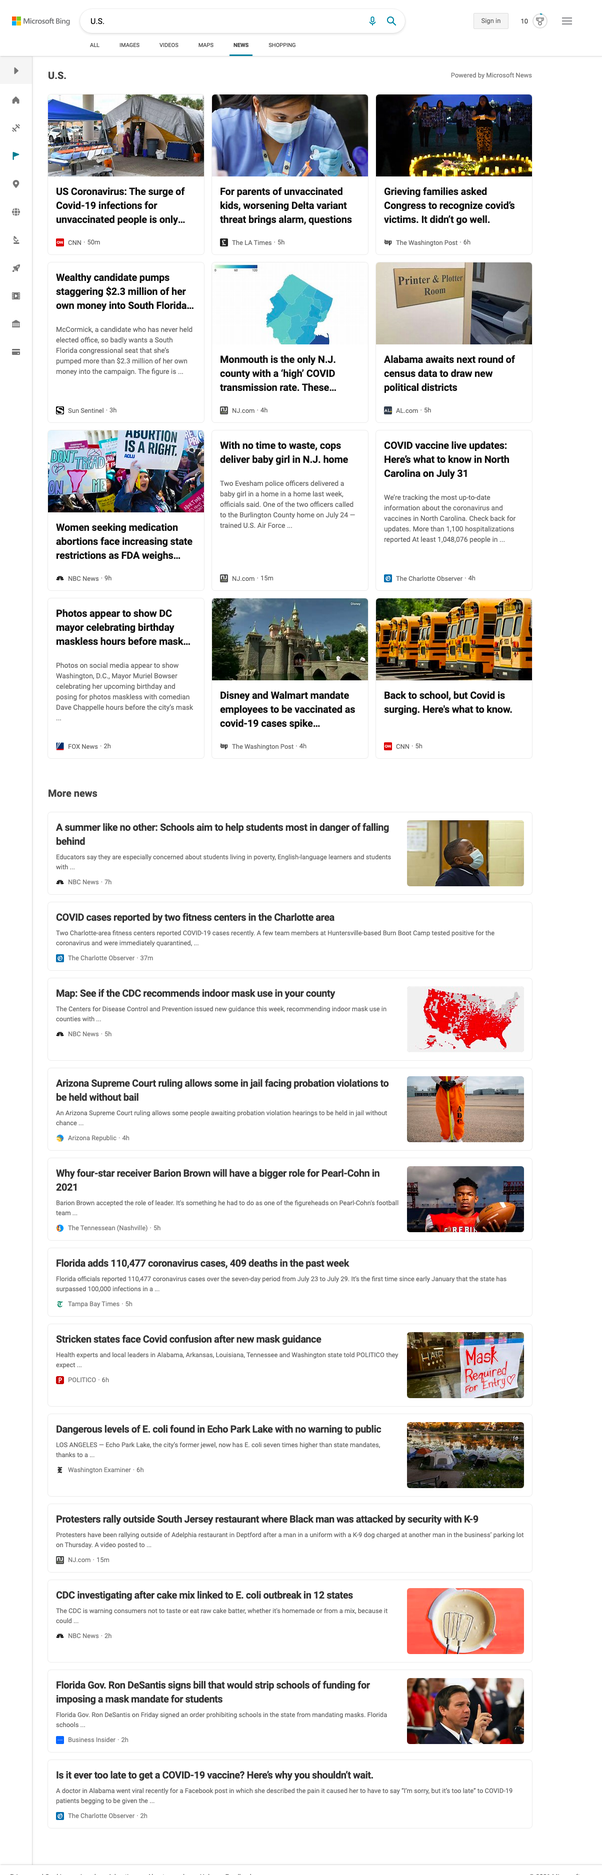 Microsoft Bing
U.S.
Sign in
10
ALL
IMAGES
VIDEOS
MAPS
NEWS
SHOPPING
U.S.
Powered by Microsoft News
US Coronavirus: The surge of
Covid-19 infections for
unvaccinated people is only...
CNN · 50m
For parents of unvaccinated
kids, worsening Delta variant
threat brings alarm, questions
The LA Times · 5h
Grieving families asked
Congress to recognize covid's
victims. It didn't go well.
The Washington Post · 6h
Wealthy candidate pumps
staggering $2.3 million of her
own money into South Florida...
McCormick, a candidate who has never held
elected office, so badly wants a South
Florida congressional seat that she's
pumped more than $2.3 million of her own
money into the campaign. The figure is ...
Sun Sentinel · 3h
Monmouth is the only N.J.
county with a 'high' COVID
transmission rate. These...
NJ.com · 4h
Printer & Plotter
Room
Alabama awaits next round of
census data to draw new
political districts
AL.com · 5h
DON'T TREAD
ON ME
ABORTION
IS A RIGHT.
ACLU
Women seeking medication
abortions face increasing state
restrictions as FDA weighs...
NBC News · 9h
With no time to waste, cops
deliver baby girl in N.J. home
Two Evesham police officers delivered a
baby girl in a home in a home last week,
officials said. One of the two officers called
to the Burlington County home on July 24 —
trained U.S. Air Force ...
NJ.com · 15m
COVID vaccine live updates:
Here's what to know in North
Carolina on July 31
We're tracking the most up-to-date
information about the coronavirus and
vaccines in North Carolina. Check back for
updates. More than 1,100 hospitalizations
reported At least 1,048,076 people in ...
The Charlotte Observer · 4h
Photos appear to show DC
mayor celebrating birthday
maskless hours before mask...
Photos on social media appear to show
Washington, D.C., Mayor Muriel Bowser
celebrating her upcoming birthday and
posing for photos maskless with comedian
Dave Chappelle hours before the city's mask
...
FOX News · 2h
Disney and Walmart mandate
employees to be vaccinated as
covid-19 cases spike...
The Washington Post · 4h
Back to school, but Covid is
surging. Here's what to know.
CNN · 5h
More news
A summer like no other: Schools aim to help students most in danger of falling
behind
Educators say they are especially concerned about students living in poverty, English-language learners and students
with ...
NBC News · 7h
COVID cases reported by two fitness centers in the Charlotte area
Two Charlotte-area fitness centers reported COVID-19 cases recently. A few team members at Huntersville-based Burn Boot Camp tested positive for the
coronavirus and were immediately quarantined, ...
The Charlotte Observer · 37m
Map: See if the CDC recommends indoor mask use in your county
The Centers for Disease Control and Prevention issued new guidance this week, recommending indoor mask use in
counties with ...
NBC News · 5h
Arizona Supreme Court ruling allows some in jail facing probation violations to
be held without bail
An Arizona Supreme Court ruling allows some people awaiting probation violation hearings to be held in jail without
chance ...
Arizona Republic · 4h
Why four-star receiver Barion Brown will have a bigger role for Pearl-Cohn in
2021
Barion Brown accepted the role of leader. It's something he had to do as one of the figureheads on Pearl-Cohn's football
team ...
The Tennessean (Nashville) · 5h
Florida adds 110,477 coronavirus cases, 409 deaths in the past week
Florida officials reported 110,477 coronavirus cases over the seven-day period from July 23 to July 29. It's the first time since early January that the state has
surpassed 100,000 infections in a ...
Tampa Bay Times · 5h
Stricken states face Covid confusion after new mask guidance
Health experts and local leaders in Alabama, Arkansas, Louisiana, Tennessee and Washington state told POLITICO they
expect ...
POLITICO · 6h
HAIR
Mask
Required
For Entry
Dangerous levels of E. coli found in Echo Park Lake with no warning to public
LOS ANGELES — Echo Park Lake, the city's former jewel, now has E. coli seven times higher than state mandates,
thanks to a ...
Washington Examiner · 6h
Protesters rally outside South Jersey restaurant where Black man was attacked by security with K-9
Protesters have been rallying outside of Adelphia restaurant in Deptford after a man in a uniform with a K-9 dog charged at another man in the business' parking lot
on Thursday. A video posted to ...
NJ.com · 15m
CDC investigating after cake mix linked to E. coli outbreak in 12 states
The CDC is warning consumers not to taste or eat raw cake batter, whether it's homemade or from a mix, because it
could ...
NBC News · 2h
Florida Gov. Ron DeSantis signs bill that would strip schools of funding for
imposing a mask mandate for students
Florida Gov. Ron DeSantis on Friday signed an order prohibiting schools in the state from mandating masks. Florida
schools ...
Business Insider · 2h
Is it ever too late to get a COVID-19 vaccine? Here's why you shouldn't wait.
A doctor in Alabama went viral recently for a Facebook post in which she described the pain it caused her to have to say "I'm sorry, but it's too late" to COVID-19
patients begging to be given the ...
The Charlotte Observer · 2h